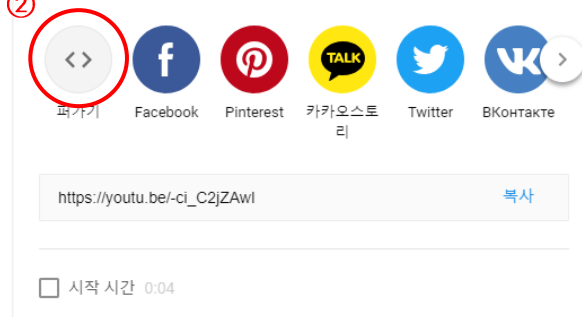 ②
TALK
퍼가기 Facebook Pinterest 카카오스토 Twitter ВКонтакте
리
https://youtu.be/-ci_C2jZAwI 복사
시작 시간 0:04